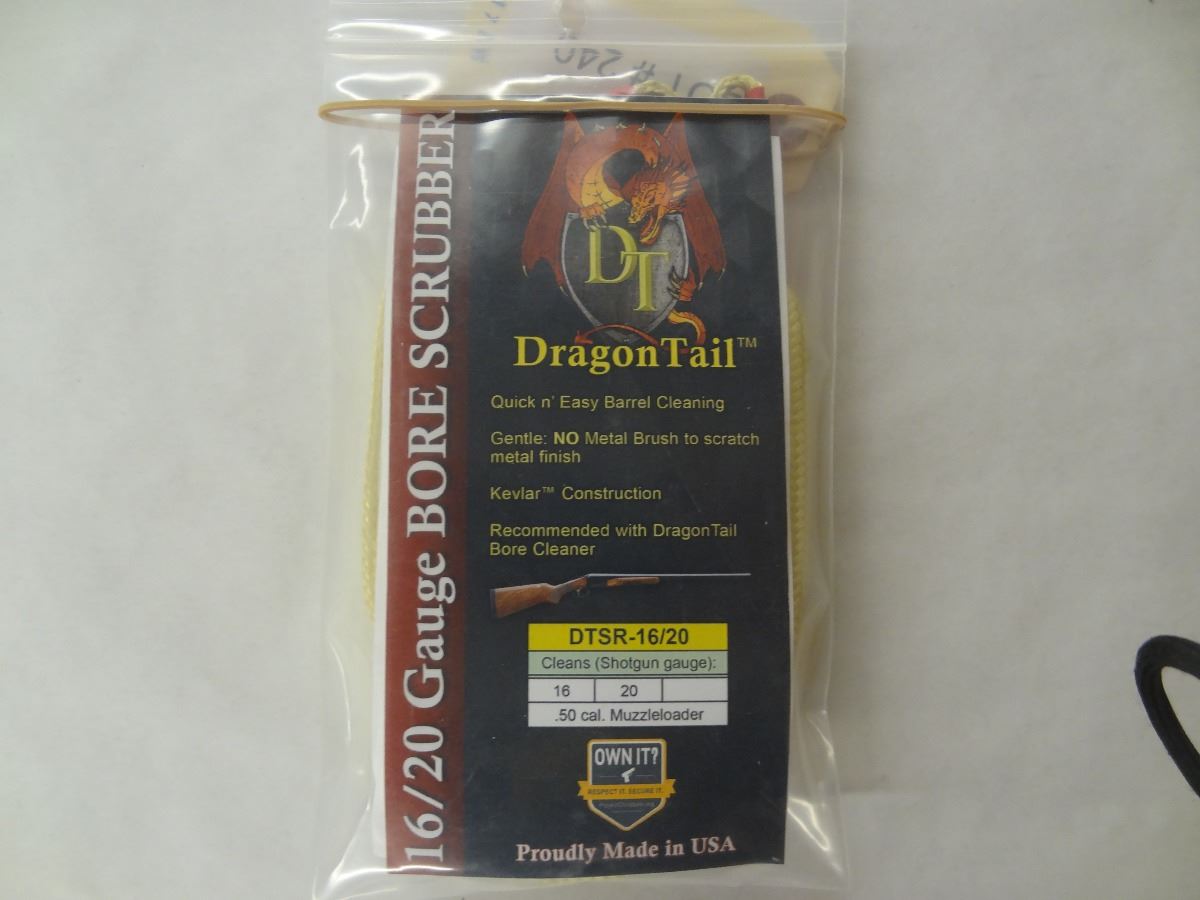 LOT # 240
16/20 Gauge BORE SCRUBBER
DT
DragonTail™
Quick n' Easy Barrel Cleaning
Gentle: NO Metal Brush to scratch
metal finish
Kevlar™ Construction
Recommended with DragonTail
Bore Cleaner
DTSR-16/20
Cleans (Shotgun gauge):
16 20
.50 cal. Muzzleloader
OWN IT?
RESPECT IT. SECURE IT.
Proudly Made in USA